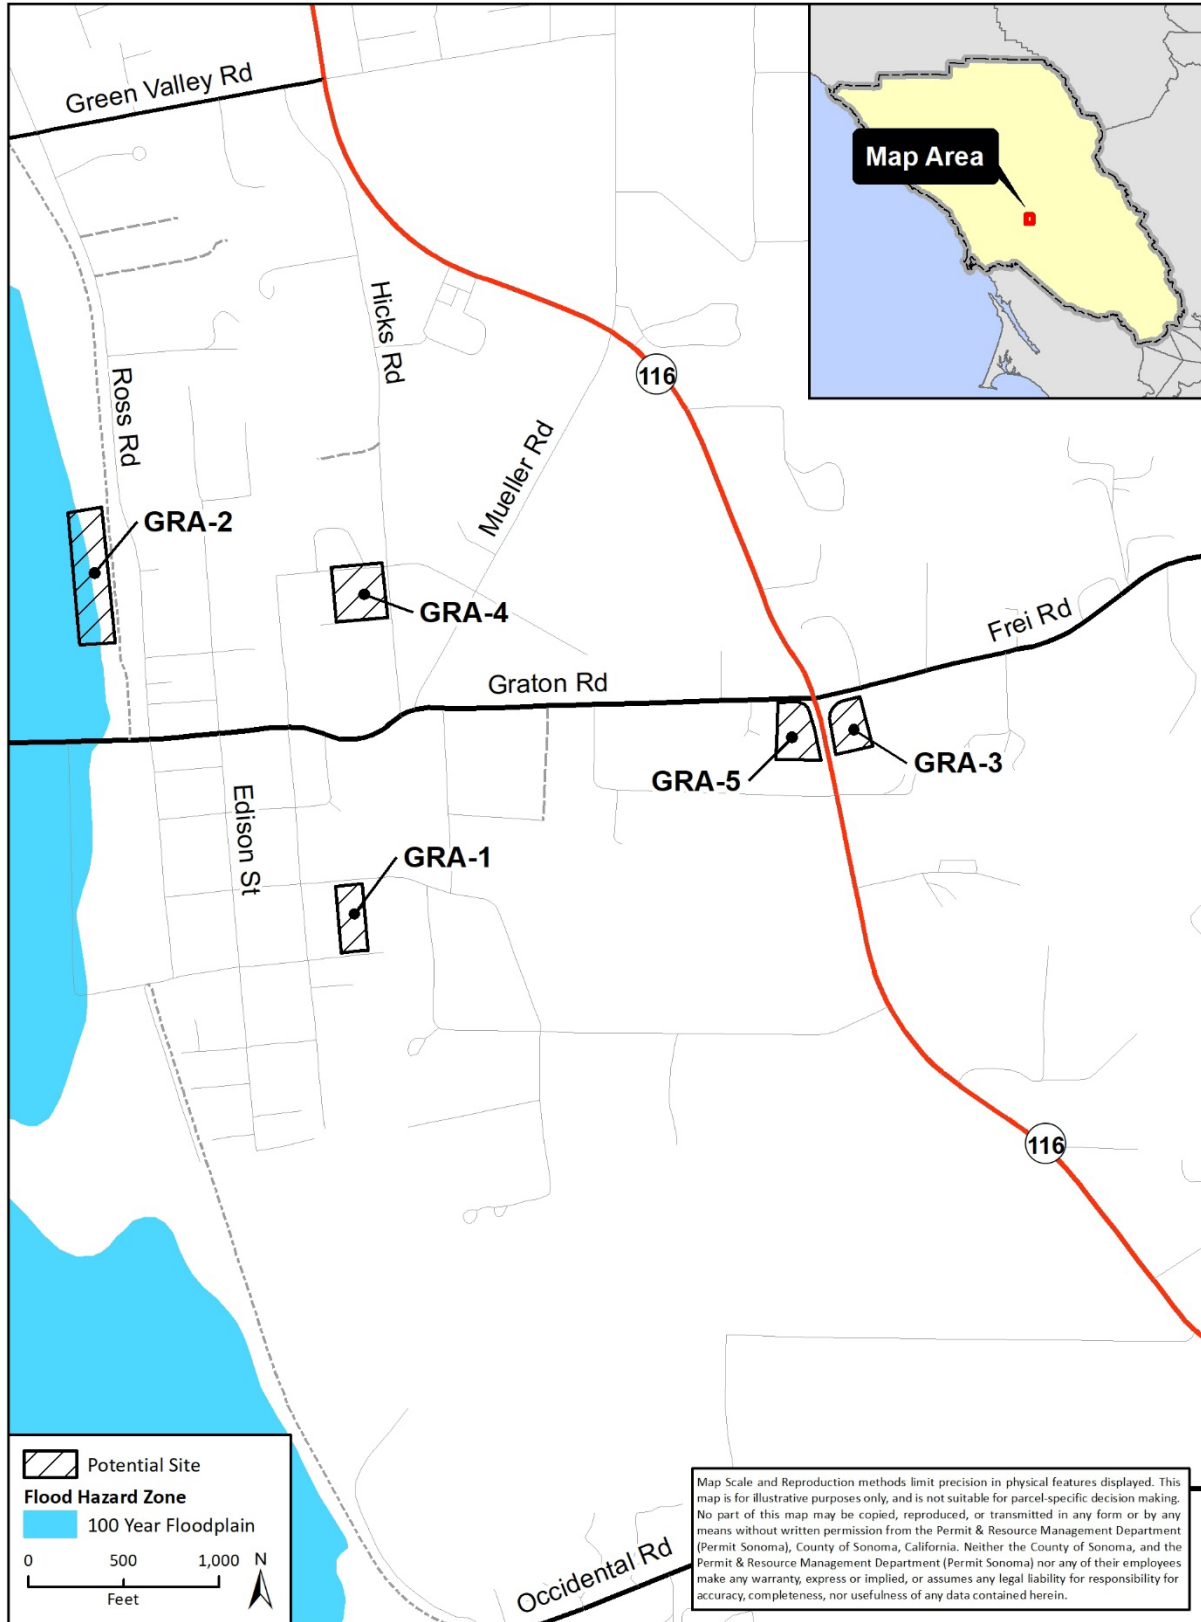 Green Valley Rd
Map Area
Hicks Rd
116
Ross Rd
Mueller Rd
GRA-2
GRA-4
Frei Rd
Graton Rd
GRA-5
GRA-3
Edison St
GRA-1
116
Potential Site
Flood Hazard Zone
100 Year Floodplain
0 500 1,000 N
Feet
Occidental Rd
Map Scale and Reproduction methods limit precision in physical features displayed. This
map is for illustrative purposes only, and is not suitable for parcel-specific decision making.
No part of this map may be copied, reproduced, or transmitted in any form or by any
means without written permission from the Permit & Resource Management Department
(Permit Sonoma), County of Sonoma, California. Neither the County of Sonoma, and the
Permit & Resource Management Department (Permit Sonoma) nor any of their employees
make any warranty, express or implied, or assumes any legal liability for responsibility for
accuracy, completeness, nor usefulness of any data contained herein.